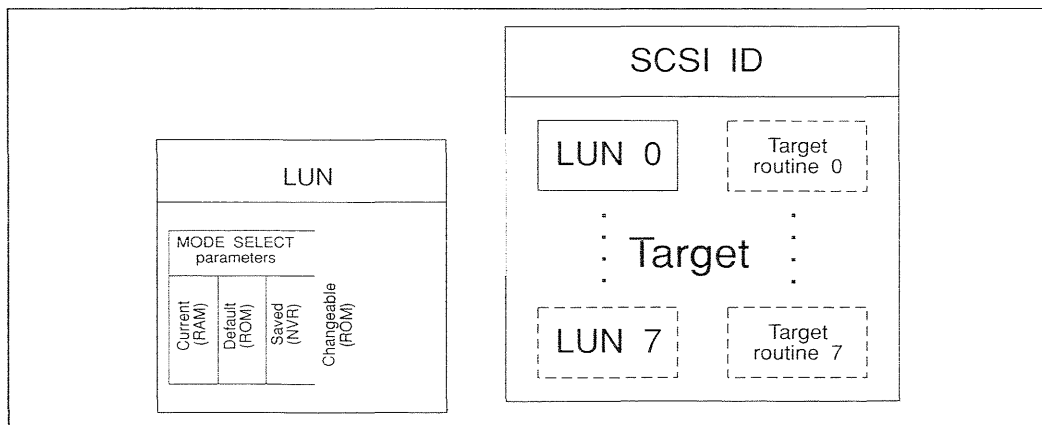 LUN
MODE SELECT
parameters
Current
(RAM)
Default
(ROM)
Saved
(NVR)
Changeable
(ROM)
SCSI ID
LUN 0
Target
routine 0
Target
LUN 7
Target
routine 7